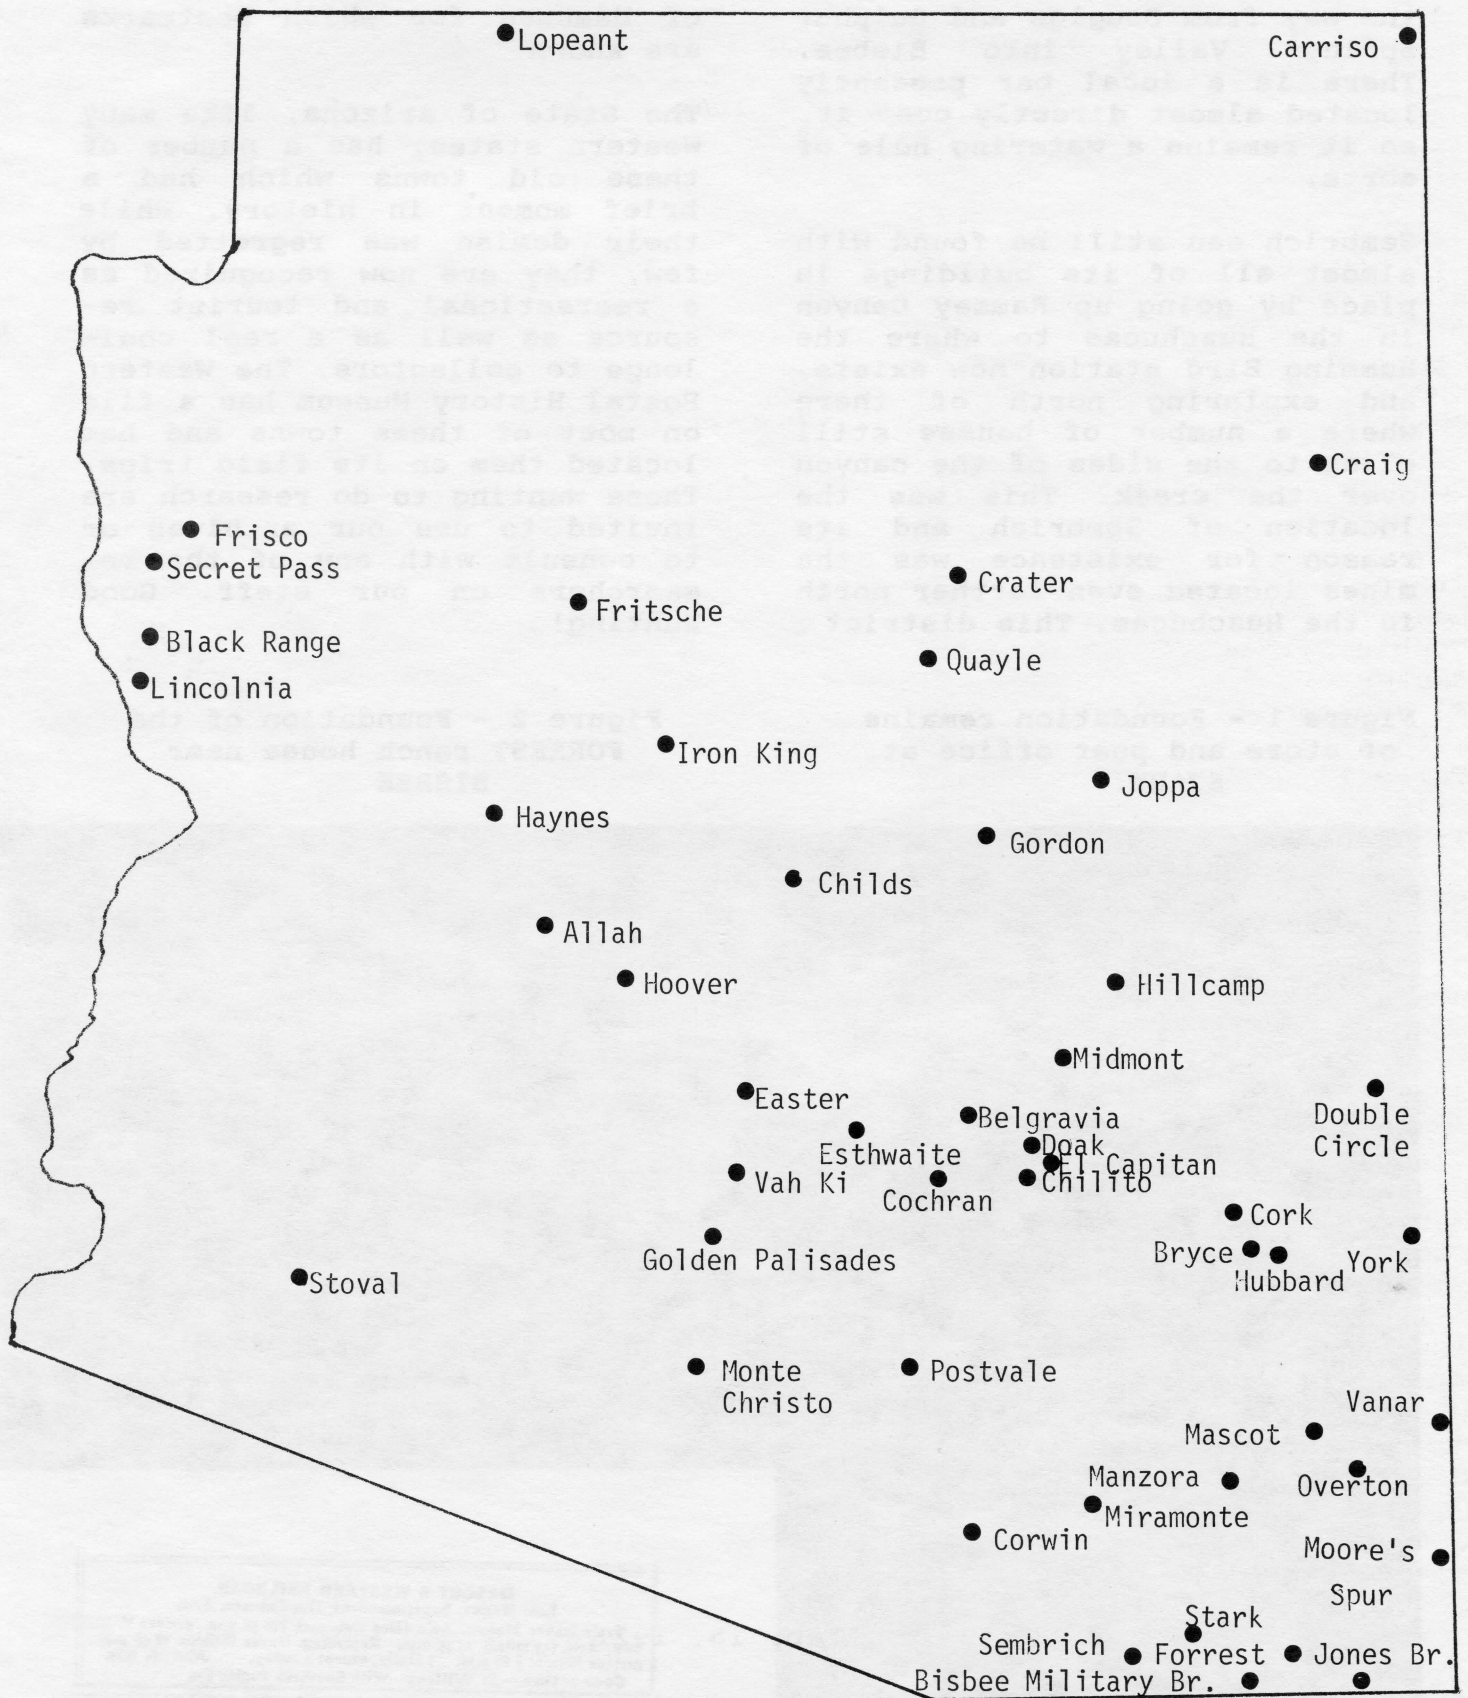 Lopeant
Carriso
Craig
Frisco
Secret Pass
Crater
Fritsche
Black Range
Quayle
Lincolnia
Iron King
Joppa
Haynes
Gordon
Childs
Allah
Hoover
Hillcamp
Midmont
Easter
Belgravia
Double
Circle
Esthwaite
Doak
El Capitan
Vah Ki
Chilito
Cochran
Cork
Golden Palisades
Bryce
York
Hubbard
Stoval
Monte
Christo
Postvale
Vanar
Mascot
Manzora
Overton
Miramonte
Corwin
Moore's
Spur
Stark
Sembrich
Forrest
Jones Br.
Bisbee Military Br.